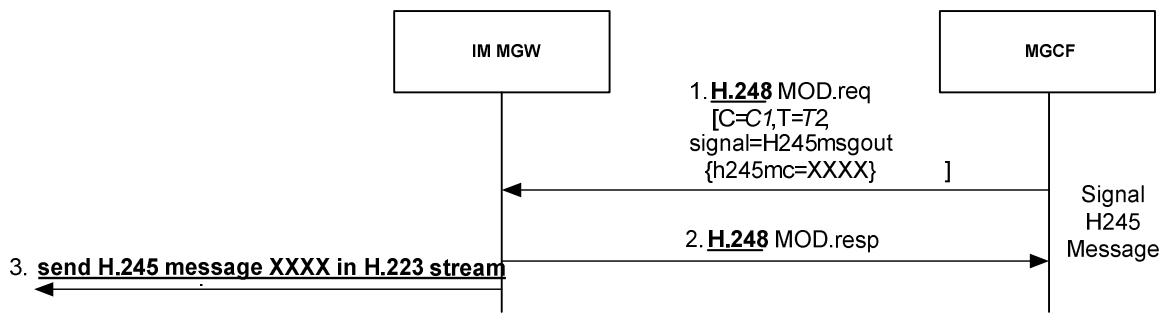 IM MGW
MGCF
1. H.248 MOD.req
[C=C1,T=T2,
signal=H245msgout
{h245mc=XXXX} ]
Signal
H245
Message
2. H.248 MOD.resp
3. send H.245 message XXXX in H.223 stream